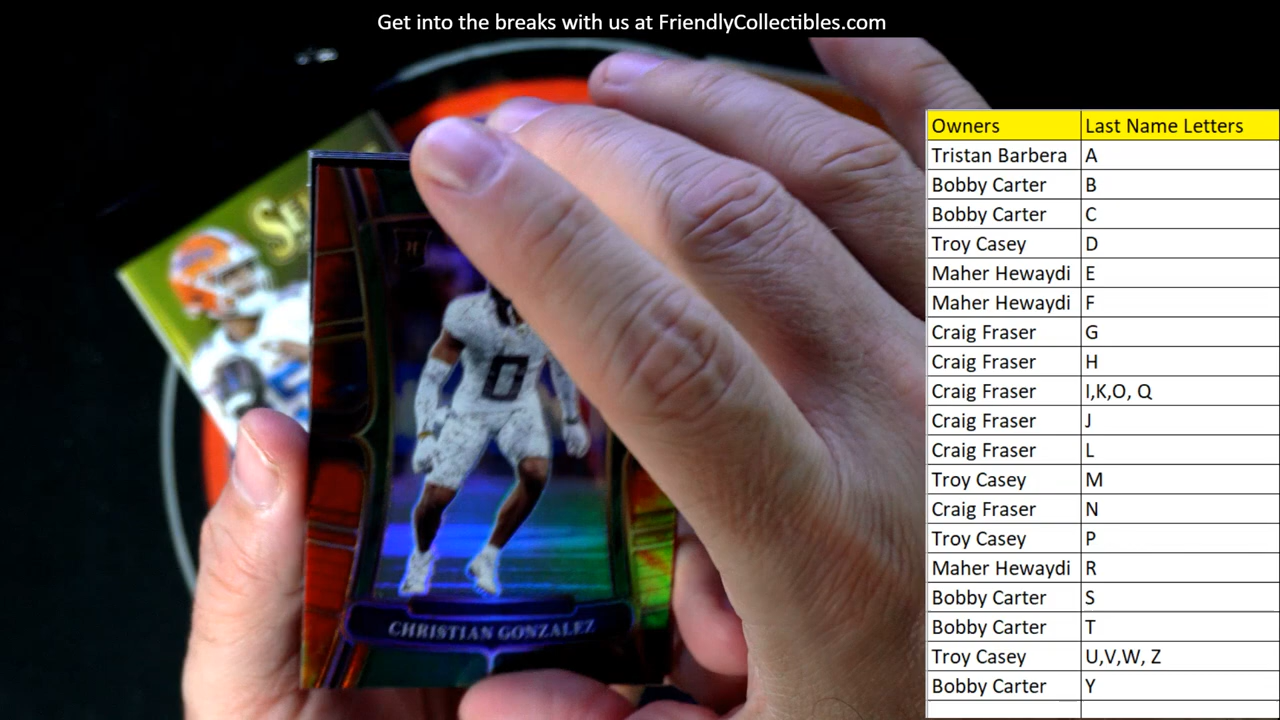 Get into the breaks with us at FriendlyCollectibles.com
Owners Last Name Letters
Tristan Barbera A
Bobby Carter B
Bobby Carter C
Troy Casey D
Maher Hewaydi E
Maher Hewaydi F
Craig Fraser G
Craig Fraser H
Craig Fraser I,K,O, Q
Craig Fraser J
Craig Fraser L
Troy Casey M
Craig Fraser N
Troy Casey P
Maher Hewaydi R
Bobby Carter S
Bobby Carter T
Troy Casey U,V,W, Z
Bobby Carter Y
0
CHRISTIAN GONZALEZ